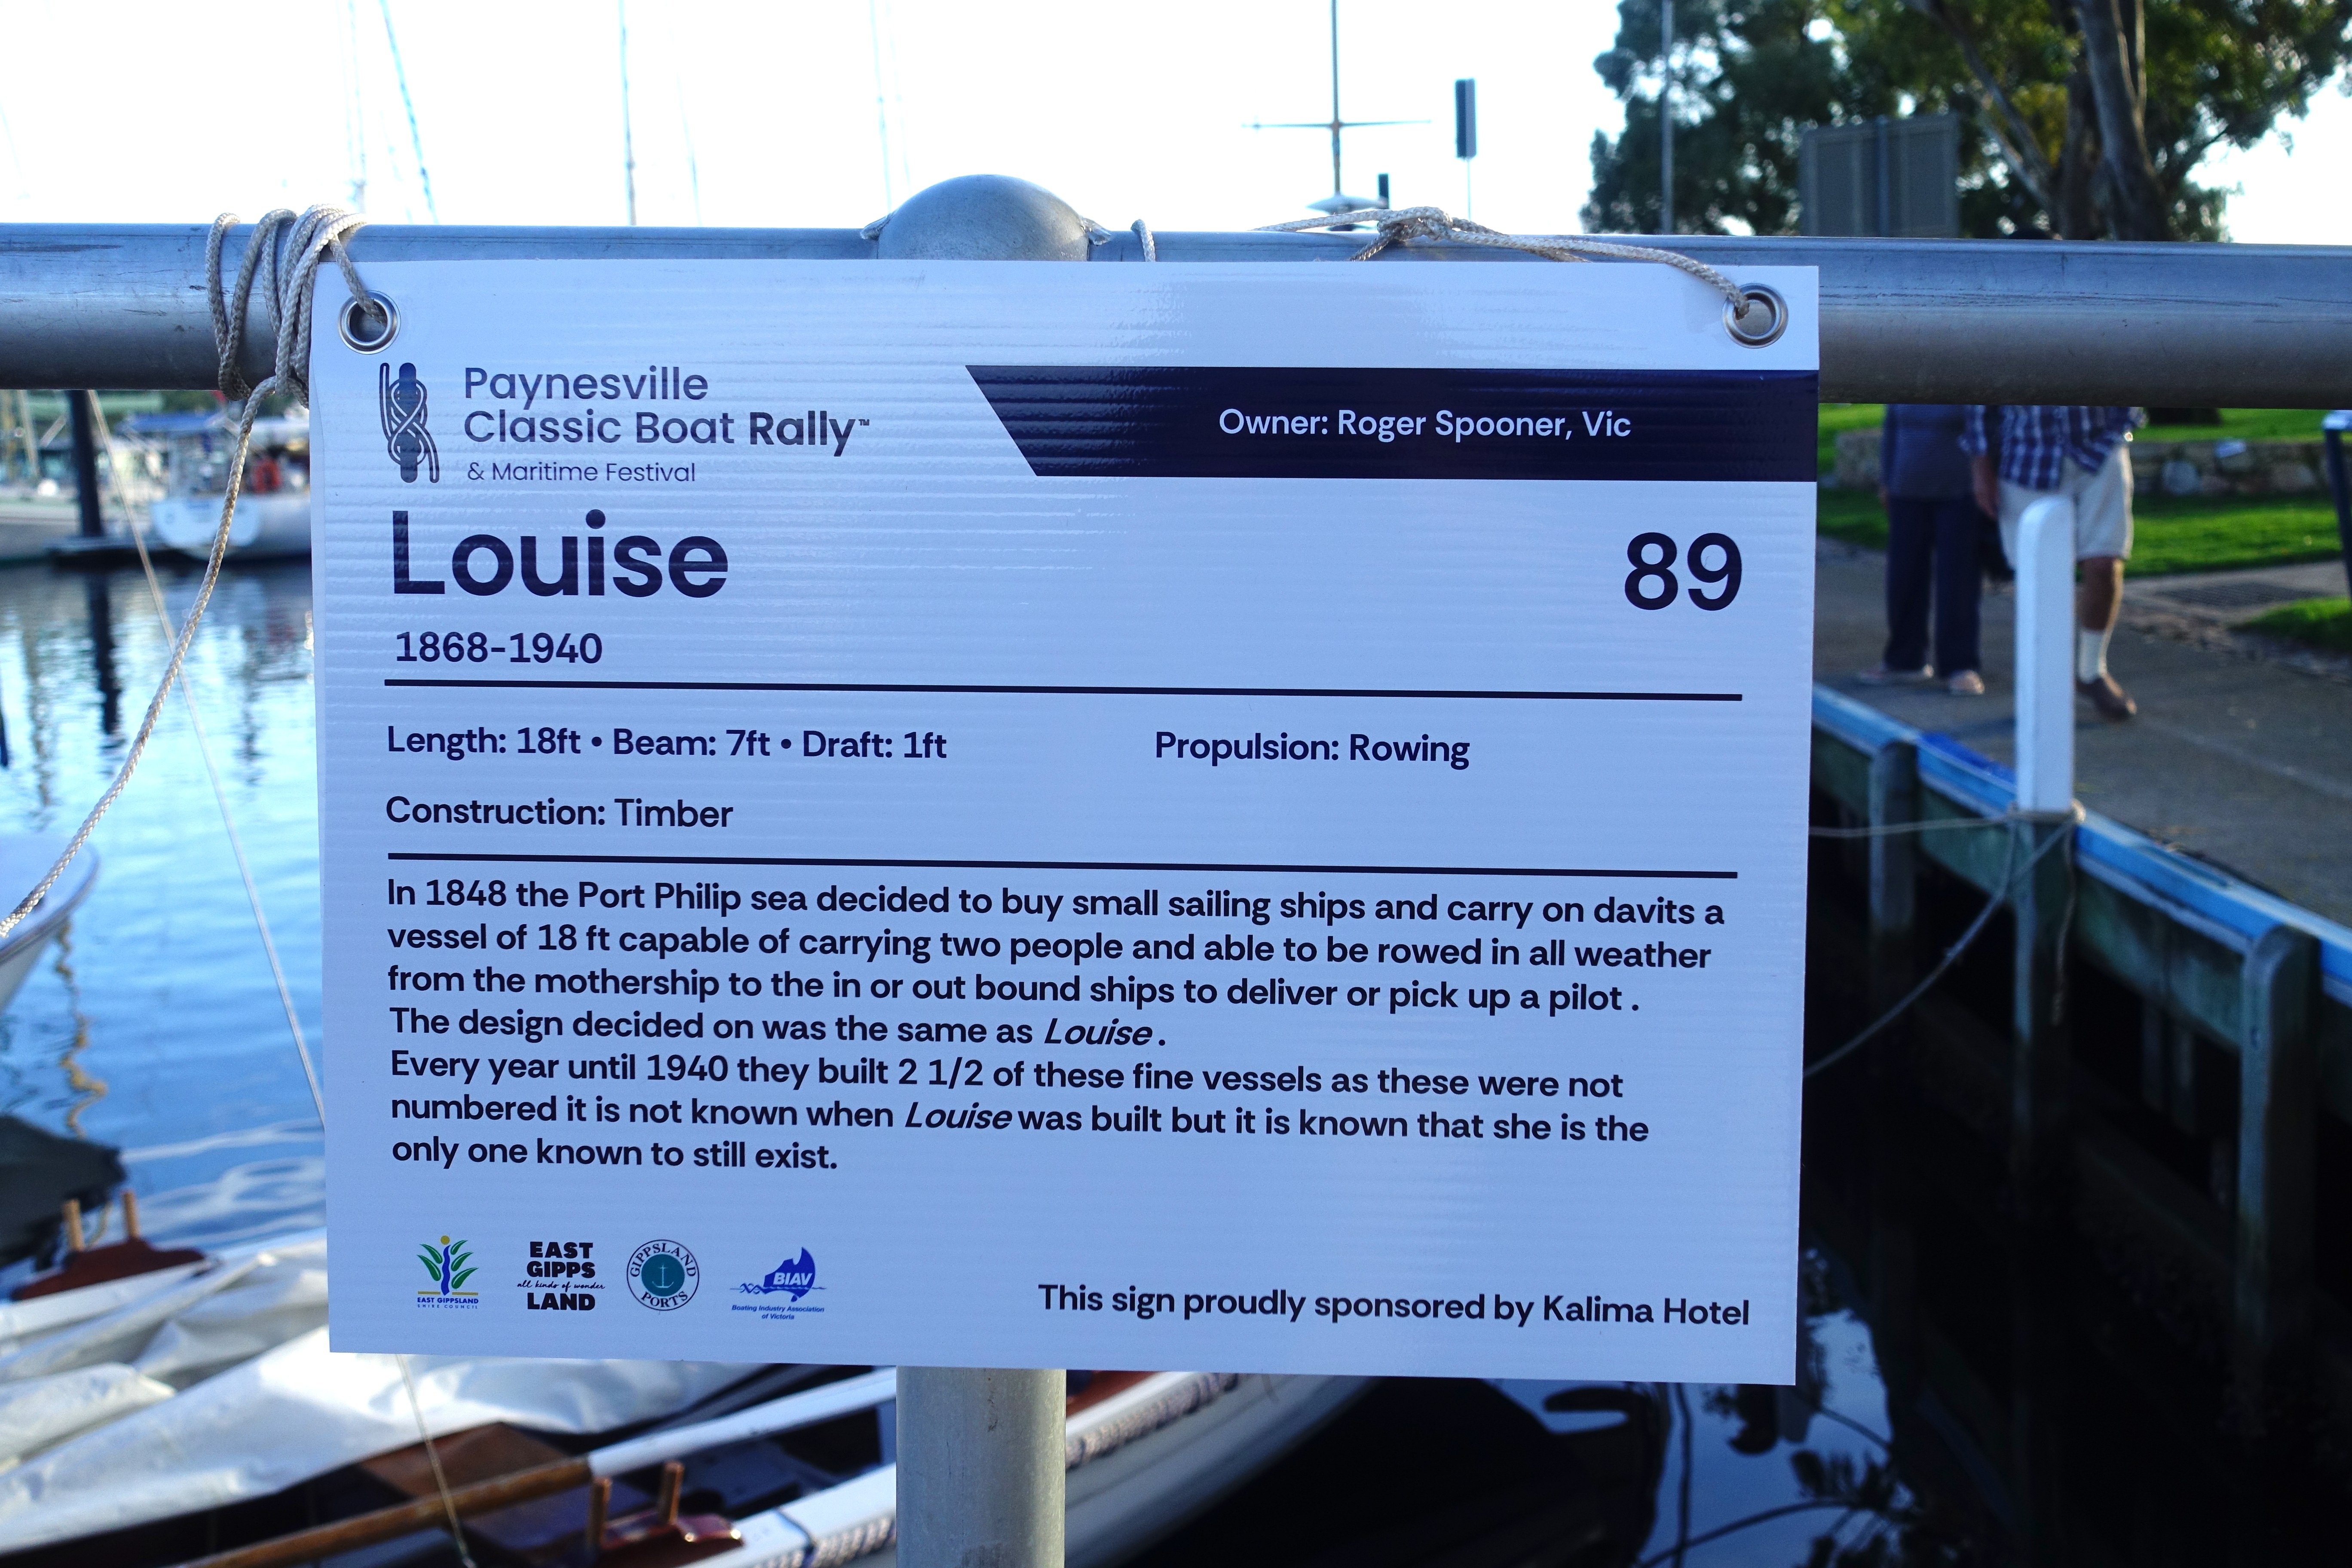 Paynesville
Classic Boat Rally™
& Maritime Festival
Owner: Roger Spooner, Vic
Louise
89
1868-1940
Length: 18ft • Beam: 7ft • Draft: 1ft
Propulsion: Rowing
Construction: Timber
In 1848 the Port Philip sea decided to buy small sailing ships and carry on davits a
vessel of 18 ft capable of carrying two people and able to be rowed in all weather
from the mothership to the in or out bound ships to deliver or pick up a pilot .
The design decided on was the same as Louise .
Every year until 1940 they built 2 1/2 of these fine vessels as these were not
numbered it is not known when Louise was built but it is known that she is the
only one known to still exist.
EAST GIPPSLAND
SHIRE COUNCIL
EAST
GIPPS
all kinds of wonder
LAND
GIPPSLAND
PORTS
BIAV
Boating Industry Association
of Victoria
This sign proudly sponsored by Kalima Hotel